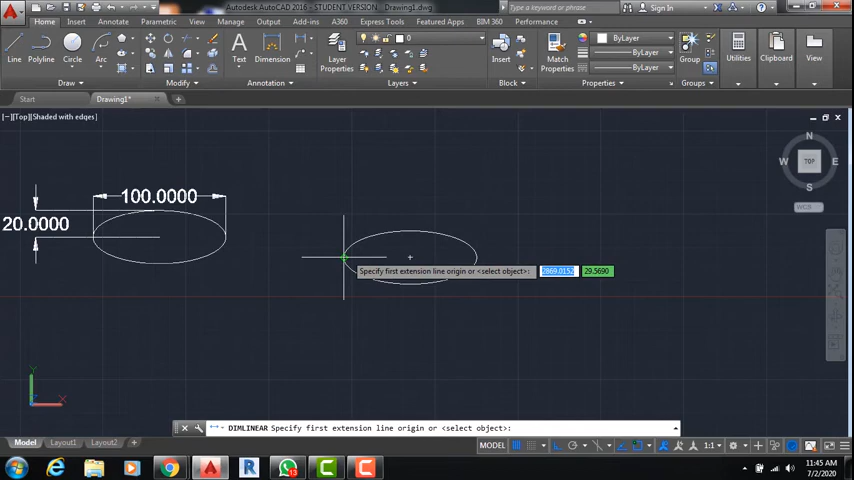 Autodesk AutoCAD 2016 - STUDENT VERSION Drawing1.dwg
Type a keyword or phrase
Sign In
Home Insert Annotate Parametric View Manage Output Add-ins A360 Express Tools Featured Apps BIM 360 Performance
Line Polyline Circle Arc
Text Dimension
Layer Properties
0
Insert
Match Properties
ByLayer
ByLayer
ByLayer
Group
Utilities Clipboard View
Draw Modify Annotation Layers Block Properties Groups
Start Drawing1*
[–][Top][Shaded with edges]
N
W TOP E
S
WCS
100.0000
20.0000
Specify first extension line origin or <select object>: 2869.0152 29.5690
Y
X
DIMLINEAR Specify first extension line origin or <select object>:
Model Layout1 Layout2
MODEL 1:1
13
11:45 AM
7/2/2020